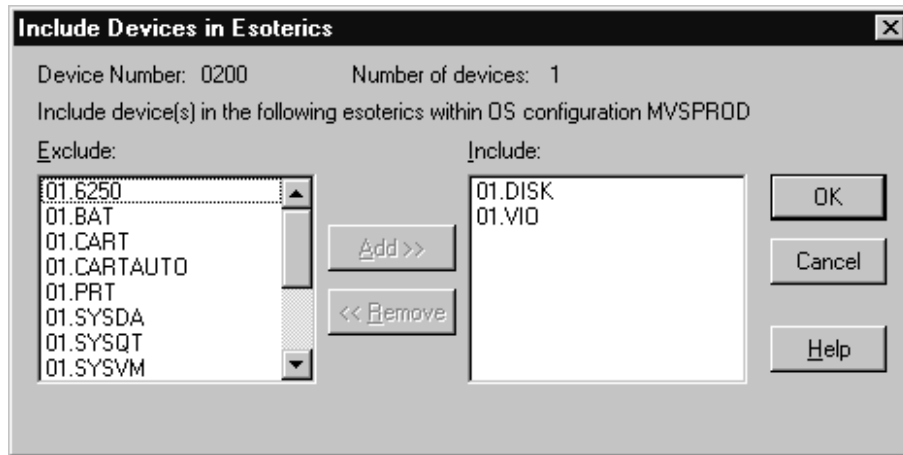 Include Devices in Esoterics
Device Number: 0200 Number of devices: 1
Include device(s) in the following esoterics within OS configuration MVSPROD
Exclude:
01.6250
01.BAT
01.CART
01.CARTAUTO
01.PRT
01.SYSDA
01.SYSQT
01.SYSVM
Add >>
<< Remove
Include:
01.DISK
01.VIO
OK
Cancel
Help